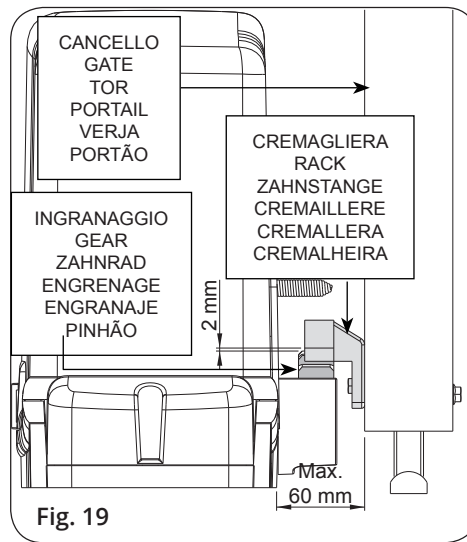 CANCELLO
GATE
TOR
PORTAIL
VERJA
PORTÃO
CREMAGLIERA
RACK
ZAHNSTANGE
CREMAILLERE
CREMALLERA
CREMALHEIRA
INGRANAGGIO
GEAR
ZAHNRAD
ENGRENAGE
ENGRANAJE
PINHÃO
2 mm
Max.
60 mm
Fig. 19